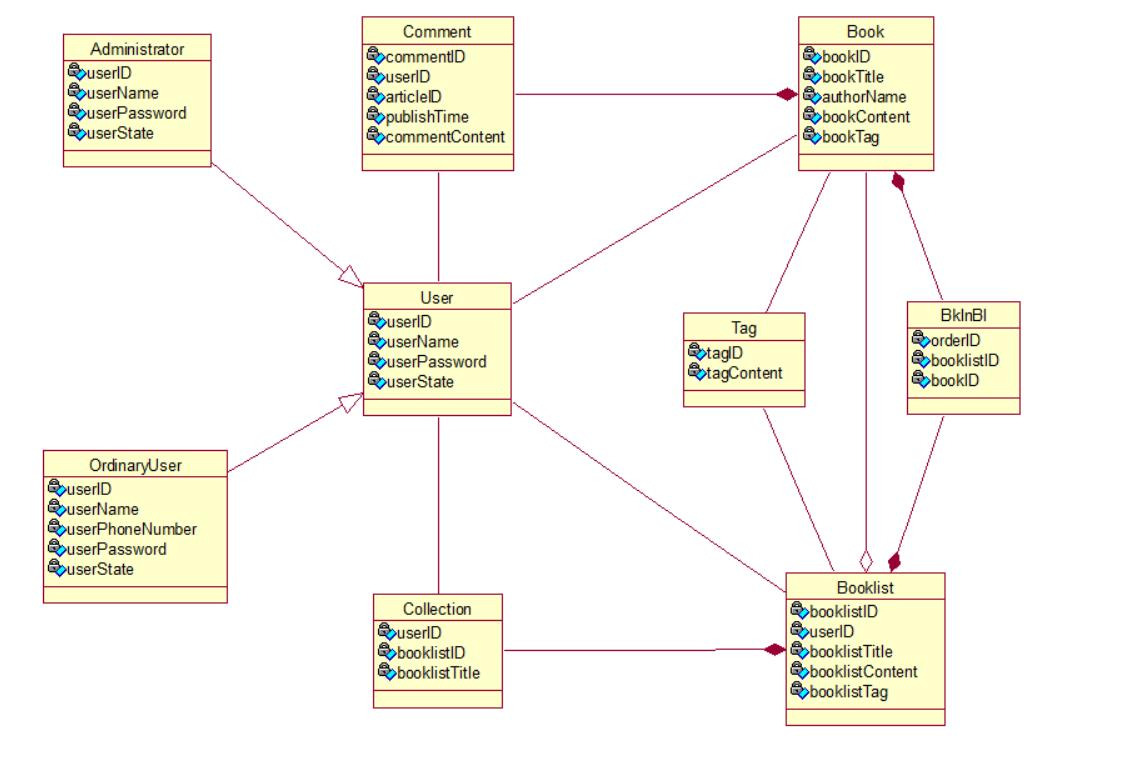 Administrator
userID
userName
userPassword
userState
Comment
commentID
userID
articleID
publishTime
commentContent
Book
bookID
bookTitle
authorName
bookContent
bookTag
User
userID
userName
userPassword
userState
Tag
tagID
tagContent
BkInBl
orderID
booklistID
bookID
OrdinaryUser
userID
userName
userPhoneNumber
userPassword
userState
Collection
userID
booklistID
booklistTitle
Booklist
booklistID
userID
booklistTitle
booklistContent
booklistTag